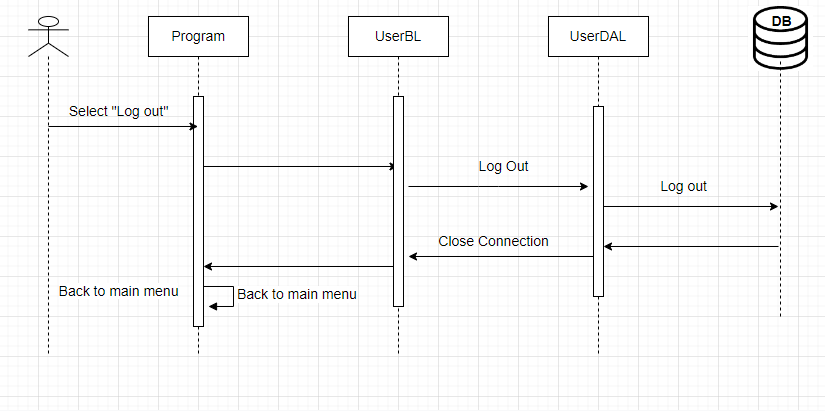 Program
UserBL
UserDAL
DB
Select "Log out"
Log Out
Log out
Close Connection
Back to main menu
Back to main menu